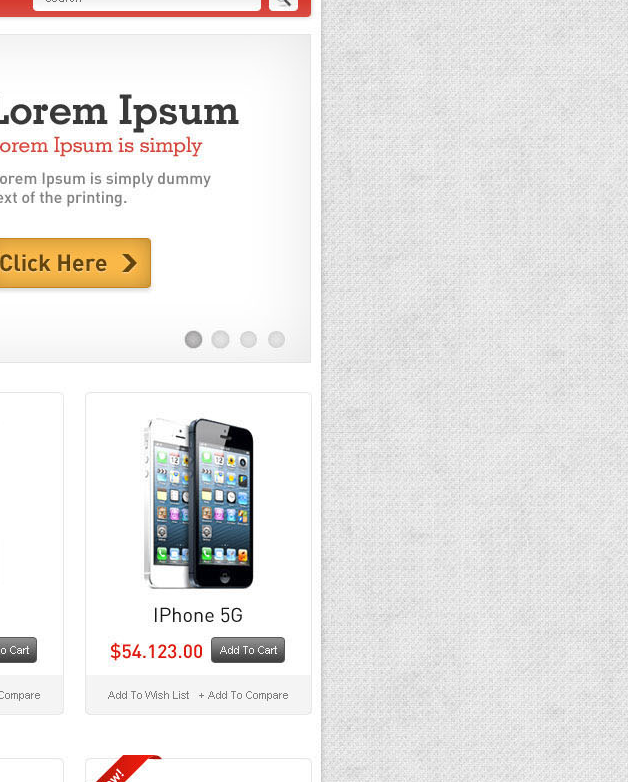 Lorem Ipsum
orem Ipsum is simply
orem Ipsum is simply dummy
ext of the printing.
Click Here
IPhone 5G
$54.123.00
Add To Cart
o Cart
Add To Wish List
+ Add To Compare
Compare